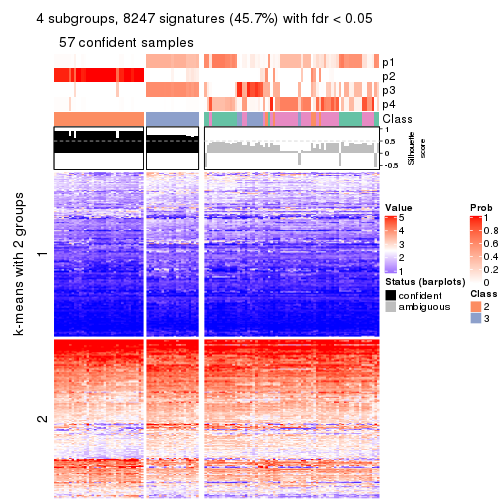 4 subgroups, 8247 signatures (45.7%) with fdr < 0.05
57 confident samples
p1
p2
p3
p4
Class
1
0.5
0
-0.5
Silhouette
score
k-means with 2 groups
1
2
Value
5
4
3
2
1
Prob
1
0.8
0.6
0.4
0.2
0
Status (barplots)
confident
ambiguous
Class
2
3